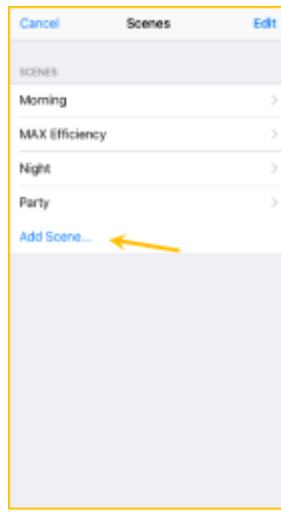 Cancel Scenes Edit
SCENES
Morning
MAX Efficiency
Night
Party
Add Scene...